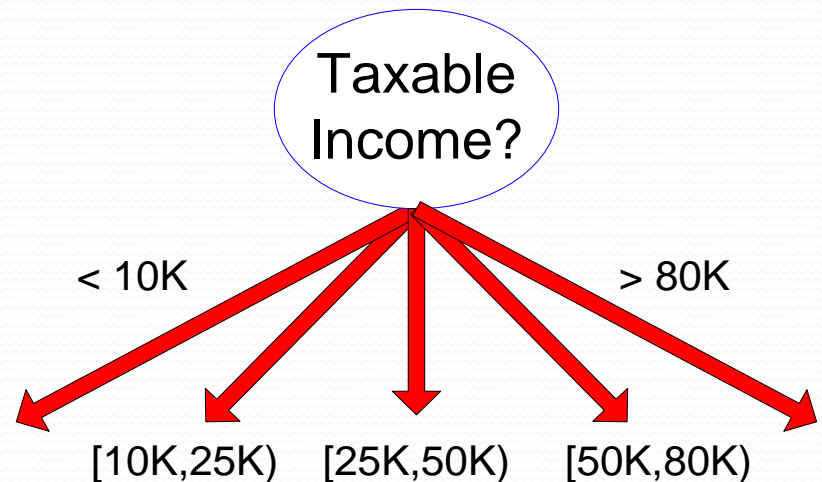 Taxable
Income?
< 10K
> 80K
[10K,25K)
[25K,50K)
[50K,80K)